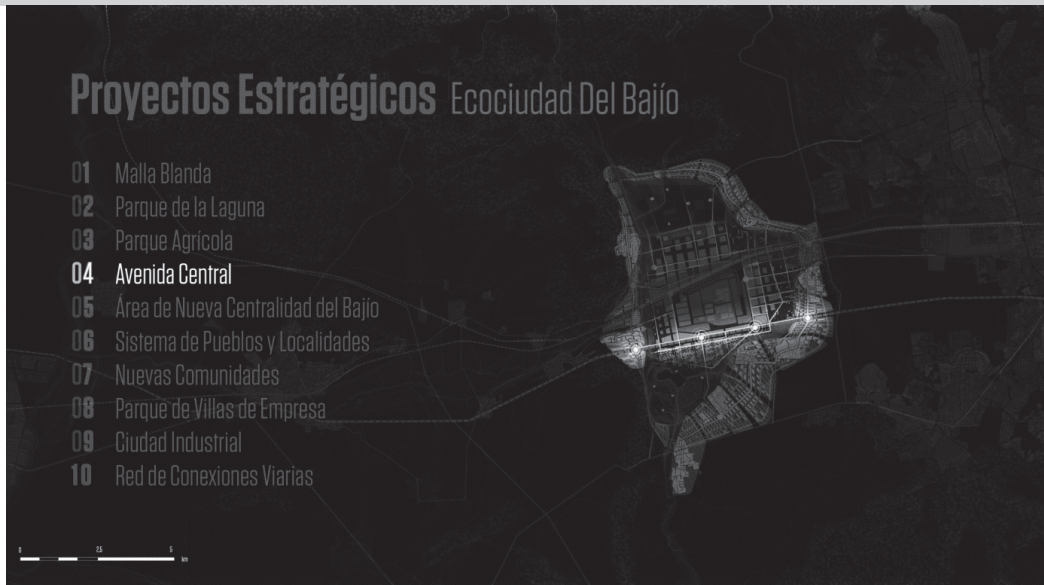 Proyectos Estratégicos Ecociudad Del Bajío
01 Malla Blanda
02 Parque de la Laguna
03 Parque Agrícola
04 Avenida Central
05 Área de Nueva Centralidad del Bajío
06 Sistema de Pueblos y Localidades
07 Nuevas Comunidades
08 Parque de Villas de Empresa
09 Ciudad Industrial
10 Red de Conexiones Viarias
0 2.5 5
km